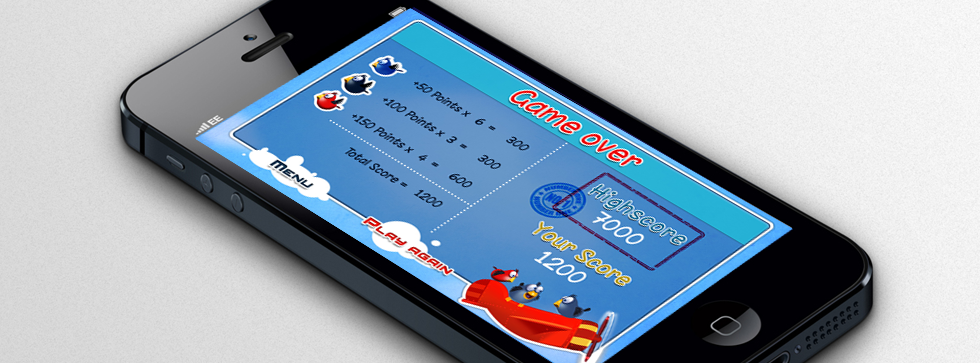 EE
Game over
+50 Points x 6 = 300
+100 Points x 3 = 300
+150 Points x 4 = 600
Total Score = 1200
Highscore
7000
Your Score
1200
MENU
PLAY AGAIN